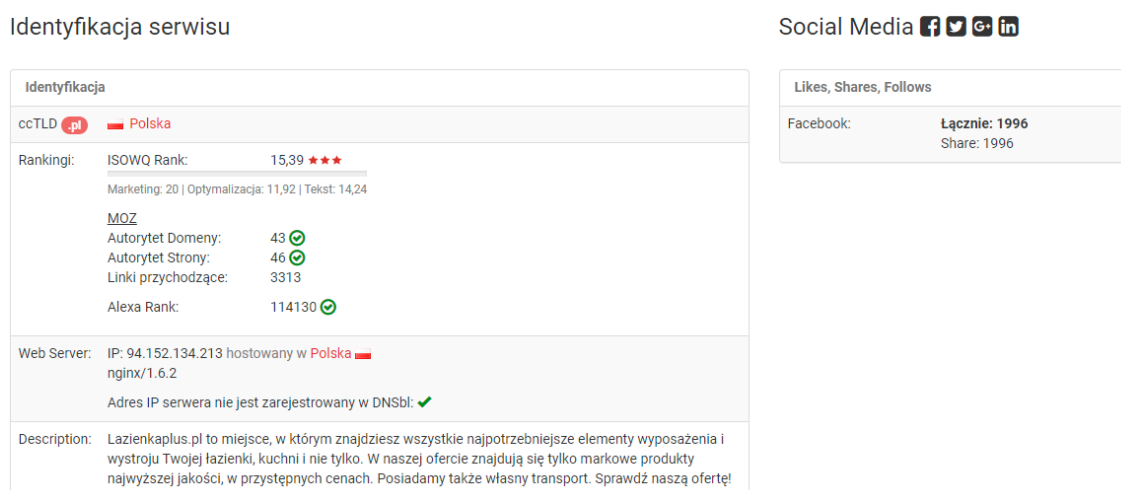 Identyfikacja serwisu
Identyfikacja
ccTLD .pl Polska
Rankingi: ISOWQ Rank: 15,39
Marketing: 20 | Optymalizacja: 11,92 | Tekst: 14,24
MOZ
Autorytet Domeny: 43
Autorytet Strony: 46
Linki przychodzące: 3313
Alexa Rank: 114130
Web Server: IP: 94.152.134.213 hostowany w Polska
nginx/1.6.2
Adres IP serwera nie jest zarejestrowany w DNSbl:
Description: Lazienkaplus.pl to miejsce, w którym znajdziesz wszystkie najpotrzebniejsze elementy wyposażenia i
wystroju Twojej łazienki, kuchni i nie tylko. W naszej ofercie znajdują się tylko markowe produkty
najwyższej jakości, w przystępnych cenach. Posiadamy także własny transport. Sprawdź naszą ofertę!
Social Media
Likes, Shares, Follows
Facebook: Łącznie: 1996
Share: 1996